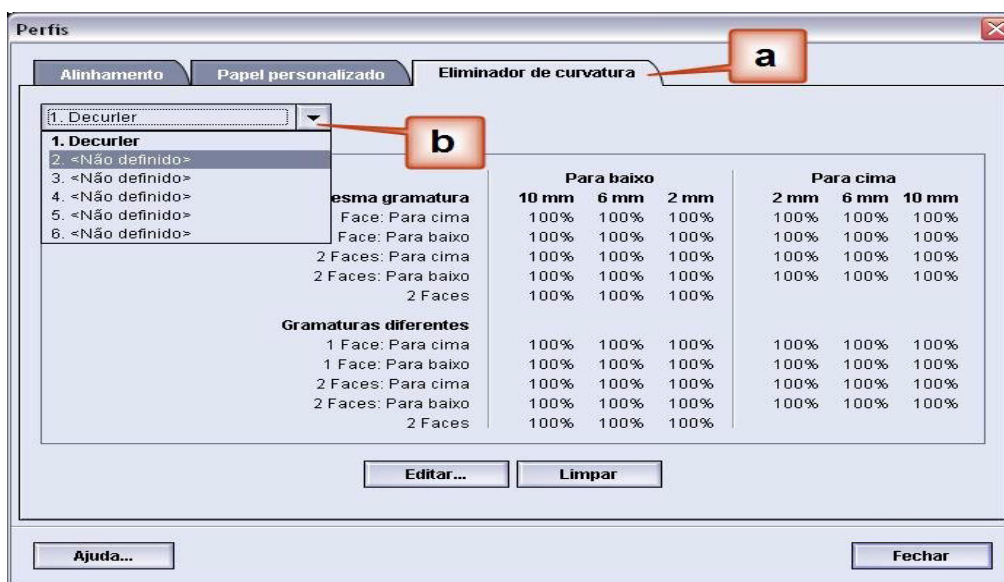 Perfis
a
Alinhamento Papel personalizado Eliminador de curvatura
1. Decurler
b
1. Decurler
2. <Não definido>
3. <Não definido>
4. <Não definido>
5. <Não definido>
6. <Não definido>
Para baixo Para cima
esma gramatura 10 mm 6 mm 2 mm 2 mm 6 mm 10 mm
Face: Para cima 100% 100% 100% 100% 100% 100%
Face: Para baixo 100% 100% 100% 100% 100% 100%
2 Faces: Para cima 100% 100% 100% 100% 100% 100%
2 Faces: Para baixo 100% 100% 100% 100% 100% 100%
2 Faces 100% 100% 100%
Gramaturas diferentes
1 Face: Para cima 100% 100% 100% 100% 100% 100%
1 Face: Para baixo 100% 100% 100% 100% 100% 100%
2 Faces: Para cima 100% 100% 100% 100% 100% 100%
2 Faces: Para baixo 100% 100% 100% 100% 100% 100%
2 Faces 100% 100% 100%
Editar... Limpar
Ajuda... Fechar